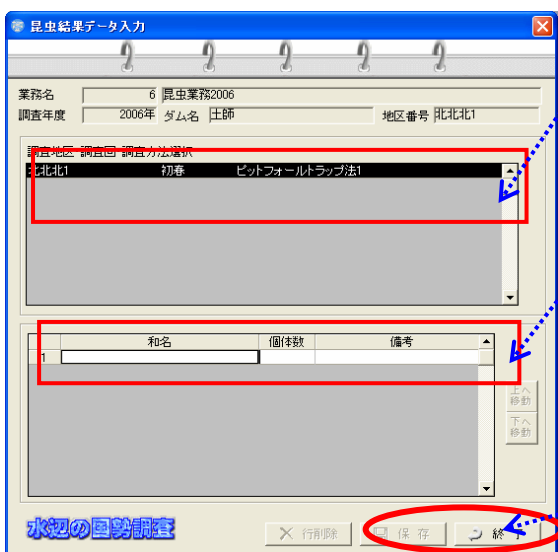 昆虫結果データ入力
業務名 6 昆虫業務2006
調査年度 2006年 ダム名 土師 地区番号 北北北1
調査地区 調査回 調査方法選択
北北北1 初春 ピットフォールトラップ法1
和名 個体数 備考
1
上へ
移動
下へ
移動
水辺の国勢調査 行削除 保存 終了